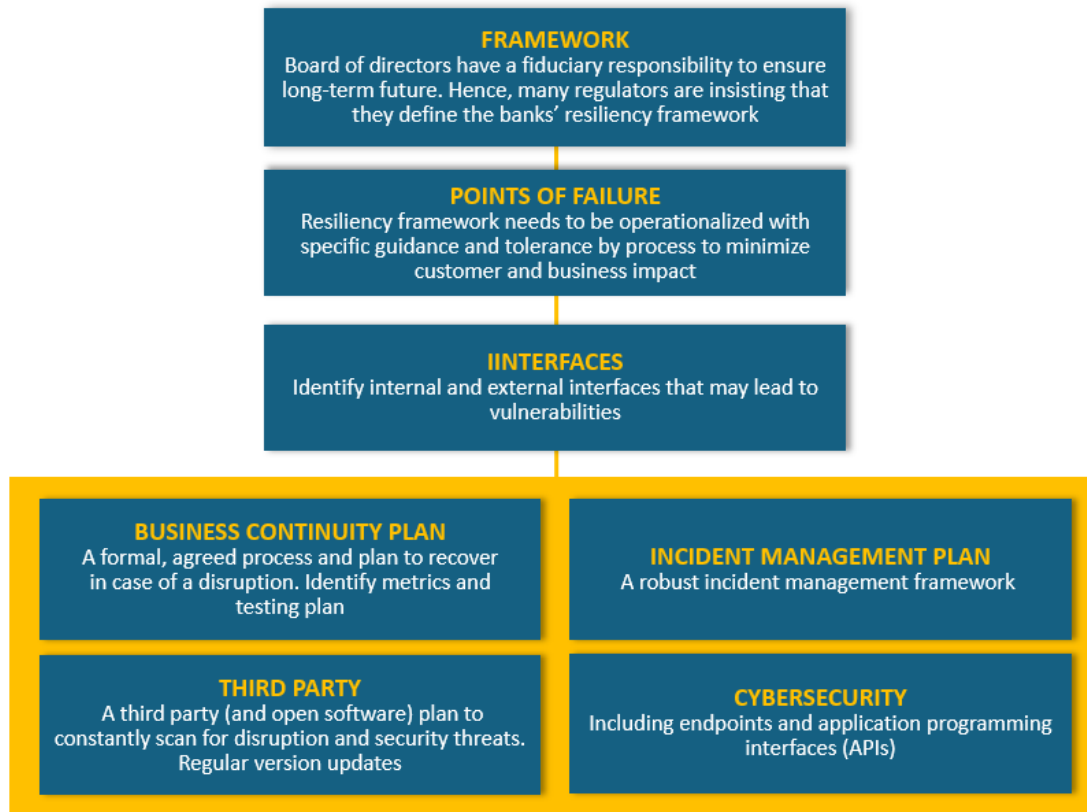 FRAMEWORK
Board of directors have a fiduciary responsibility to ensure
long-term future. Hence, many regulators are insisting that
they define the banks’ resiliency framework
POINTS OF FAILURE
Resiliency framework needs to be operationalized with
specific guidance and tolerance by process to minimize
customer and business impact
IINTERFACES
Identify internal and external interfaces that may lead to
vulnerabilities
BUSINESS CONTINUITY PLAN
A formal, agreed process and plan to recover
in case of a disruption. Identify metrics and
testing plan
INCIDENT MANAGEMENT PLAN
A robust incident management framework
THIRD PARTY
A third party (and open software) plan to
constantly scan for disruption and security threats.
Regular version updates
CYBERSECURITY
Including endpoints and application programming
interfaces (APIs)